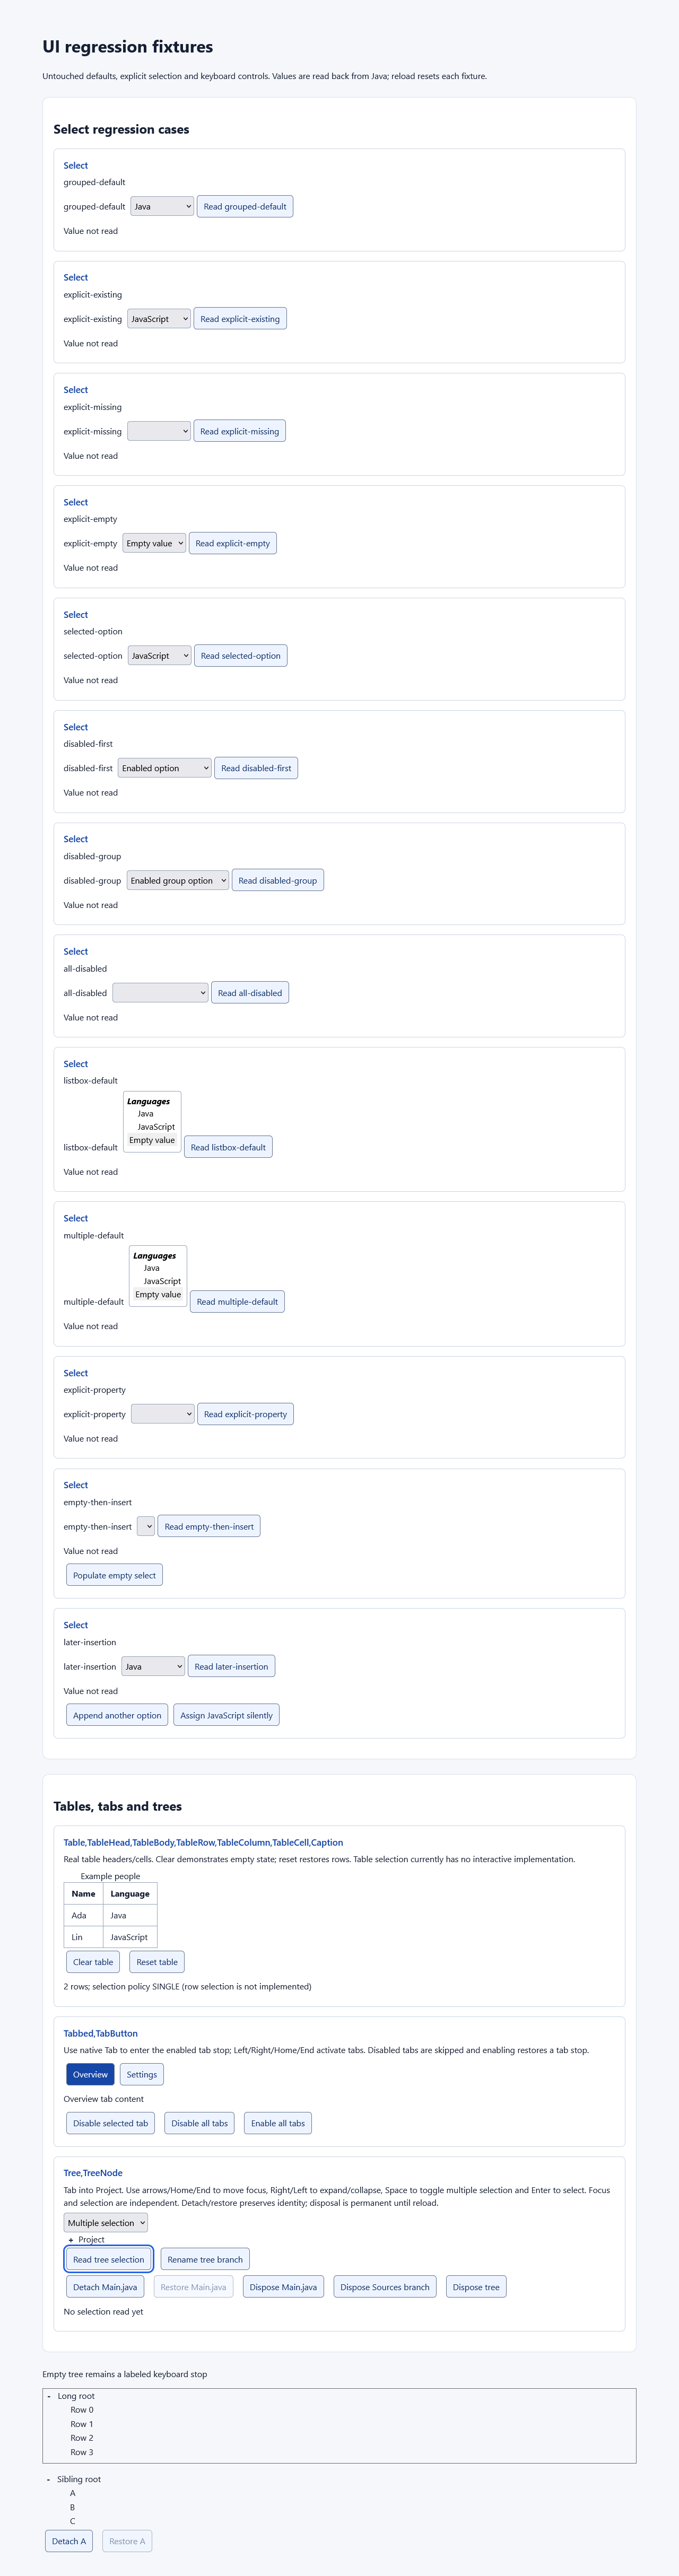 UI regression fixtures
Untouched defaults, explicit selection and keyboard controls. Values are read back from Java; reload resets each fixture.
Select regression cases
Select
grouped-default
grouped-default Java Read grouped-default
Value not read
Select
explicit-existing
explicit-existing JavaScript Read explicit-existing
Value not read
Select
explicit-missing
explicit-missing Read explicit-missing
Value not read
Select
explicit-empty
explicit-empty Empty value Read explicit-empty
Value not read
Select
selected-option
selected-option JavaScript Read selected-option
Value not read
Select
disabled-first
disabled-first Enabled option Read disabled-first
Value not read
Select
disabled-group
disabled-group Enabled group option Read disabled-group
Value not read
Select
all-disabled
all-disabled Read all-disabled
Value not read
Select
listbox-default
Languages
Java
JavaScript
Empty value
listbox-default Read listbox-default
Value not read
Select
multiple-default
Languages
Java
JavaScript
Empty value
multiple-default Read multiple-default
Value not read
Select
explicit-property
explicit-property Read explicit-property
Value not read
Select
empty-then-insert
empty-then-insert Read empty-then-insert
Value not read
Populate empty select
Select
later-insertion
later-insertion Java Read later-insertion
Value not read
Append another option Assign JavaScript silently
Tables, tabs and trees
Table,TableHead,TableBody,TableRow,TableColumn,TableCell,Caption
Real table headers/cells. Clear demonstrates empty state; reset restores rows. Table selection currently has no interactive implementation.
Example people
Name Language
Ada Java
Lin JavaScript
Clear table Reset table
2 rows; selection policy SINGLE (row selection is not implemented)
Tabbed,TabButton
Use native Tab to enter the enabled tab stop; Left/Right/Home/End activate tabs. Disabled tabs are skipped and enabling restores a tab stop.
Overview Settings
Overview tab content
Disable selected tab Disable all tabs Enable all tabs
Tree,TreeNode
Tab into Project. Use arrows/Home/End to move focus, Right/Left to expand/collapse, Space to toggle multiple selection and Enter to select. Focus
and selection are independent. Detach/restore preserves identity; disposal is permanent until reload.
Multiple selection
+ Project
Read tree selection Rename tree branch
Detach Main.java Restore Main.java Dispose Main.java Dispose Sources branch Dispose tree
No selection read yet
Empty tree remains a labeled keyboard stop
- Long root
Row 0
Row 1
Row 2
Row 3
- Sibling root
A
B
C
Detach A Restore A